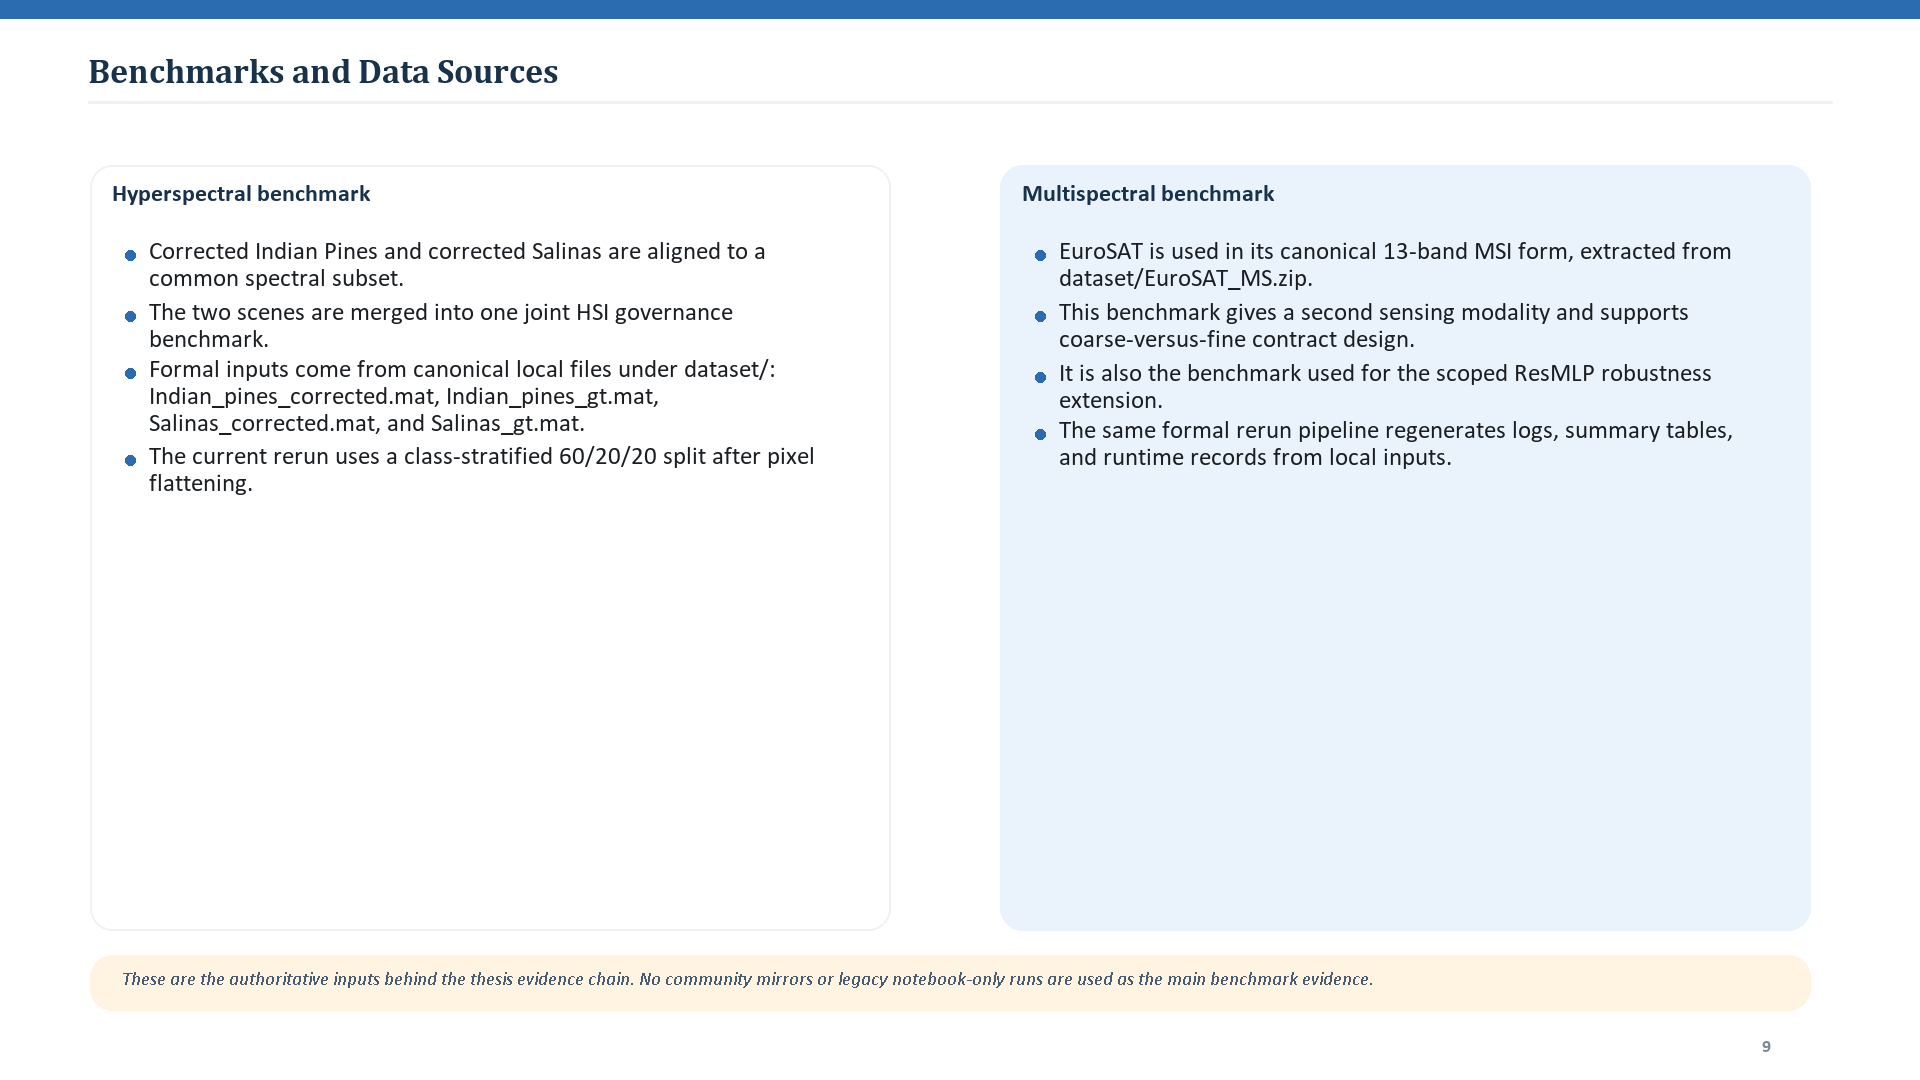 Benchmarks and Data Sources
Hyperspectral benchmark
Corrected Indian Pines and corrected Salinas are aligned to a
common spectral subset.
The two scenes are merged into one joint HSI governance
benchmark.
Formal inputs come from canonical local files under dataset/:
Indian_pines_corrected.mat, Indian_pines_gt.mat,
Salinas_corrected.mat, and Salinas_gt.mat.
The current rerun uses a class-stratified 60/20/20 split after pixel
flattening.
Multispectral benchmark
EuroSAT is used in its canonical 13-band MSI form, extracted from
dataset/EuroSAT_MS.zip.
This benchmark gives a second sensing modality and supports
coarse-versus-fine contract design.
It is also the benchmark used for the scoped ResMLP robustness
extension.
The same formal rerun pipeline regenerates logs, summary tables,
and runtime records from local inputs.
These are the authoritative inputs behind the thesis evidence chain. No community mirrors or legacy notebook-only runs are used as the main benchmark evidence.
9